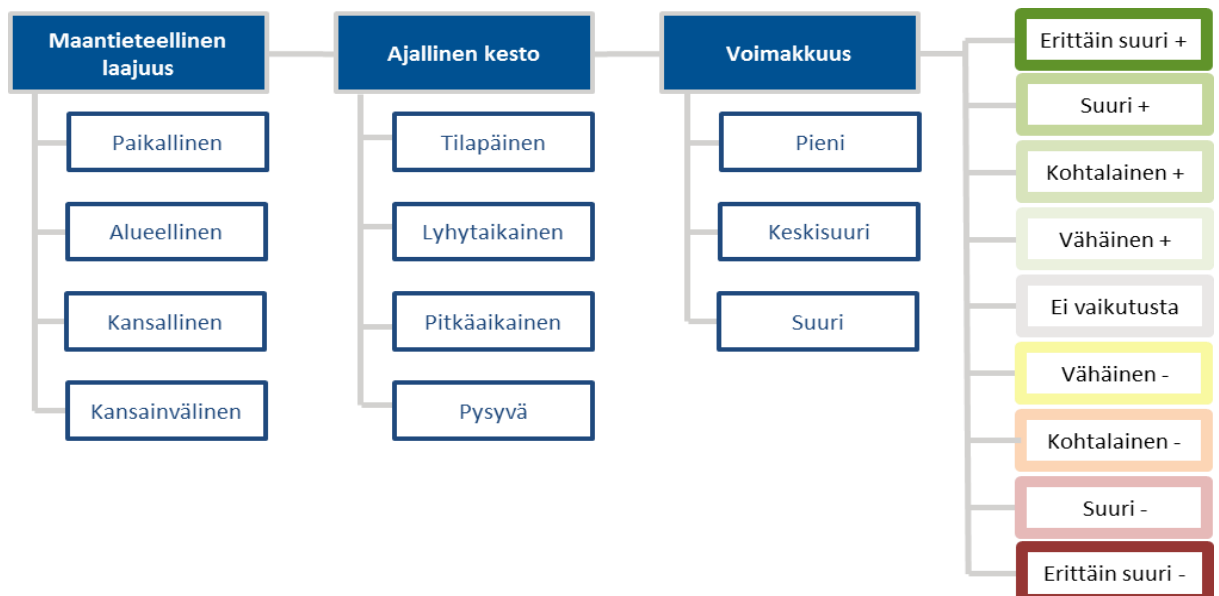 Maantieteellinen
laajuus
Paikallinen
Alueellinen
Kansallinen
Kansainvälinen
Ajallinen kesto
Tilapäinen
Lyhytaikainen
Pitkäaikainen
Pysyvä
Voimakkuus
Pieni
Keskisuuri
Suuri
Erittäin suuri +
Suuri +
Kohtalainen +
Vähäinen +
Ei vaikutusta
Vähäinen -
Kohtalainen -
Suuri -
Erittäin suuri -